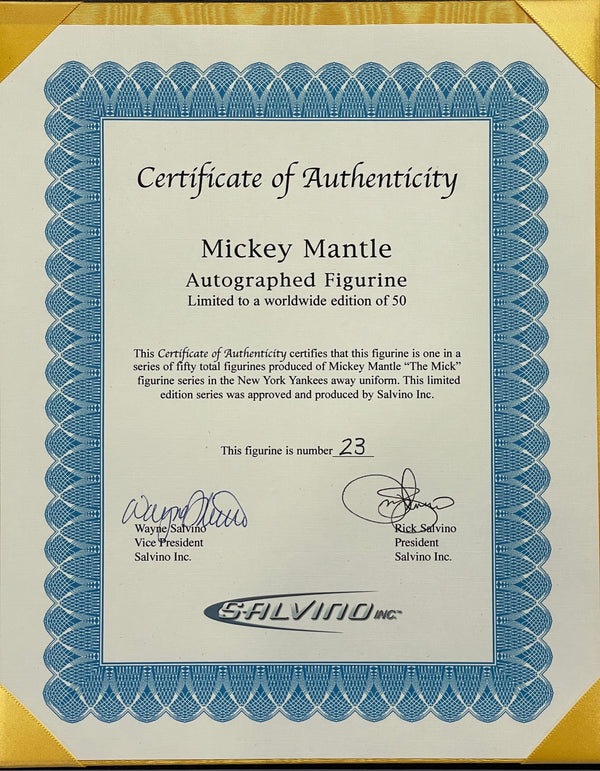 Certificate of Authenticity
Mickey Mantle
Autographed Figurine
Limited to a worldwide edition of 50
This Certificate of Authenticity certifies that this figurine is one in a
series of fifty total figurines produced of Mickey Mantle “The Mick”
figurine series in the New York Yankees away uniform. This limited
edition series was approved and produced by Salvino Inc.
This figurine is number 23
Wayne Salvino
Wayne Salvino
Vice President
Salvino Inc.
Rick Salvino
President
Salvino Inc.
SALVINO INC.™